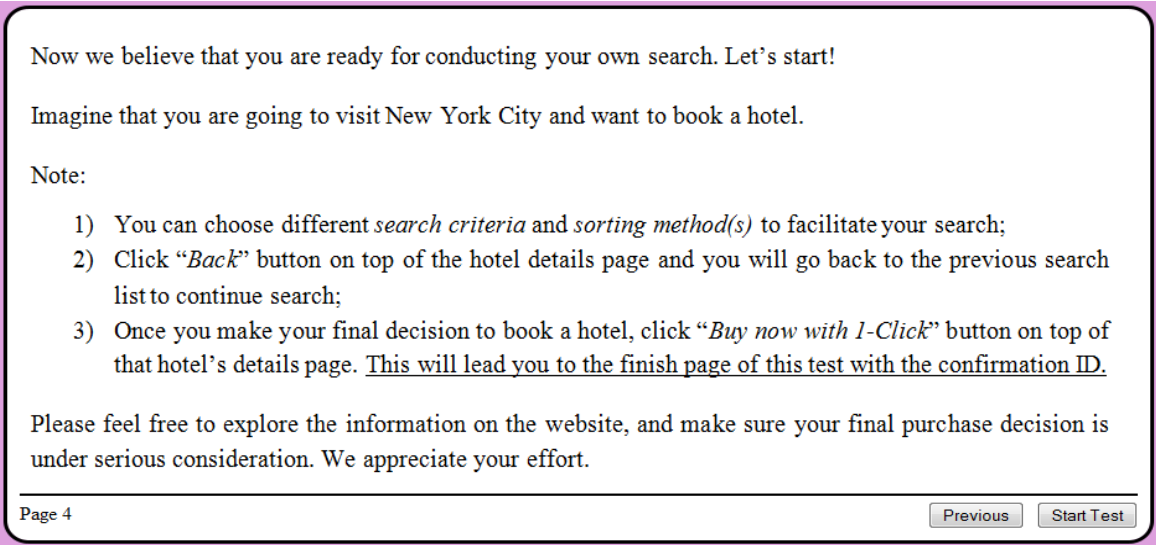 Now we believe that you are ready for conducting your own search. Let’s start!
Imagine that you are going to visit New York City and want to book a hotel.
Note:
1) You can choose different search criteria and sorting method(s) to facilitate your search;
2) Click “Back” button on top of the hotel details page and you will go back to the previous search
list to continue search;
3) Once you make your final decision to book a hotel, click “Buy now with 1-Click” button on top of
that hotel’s details page. This will lead you to the finish page of this test with the confirmation ID.
Please feel free to explore the information on the website, and make sure your final purchase decision is
under serious consideration. We appreciate your effort.
Page 4 Previous Start Test